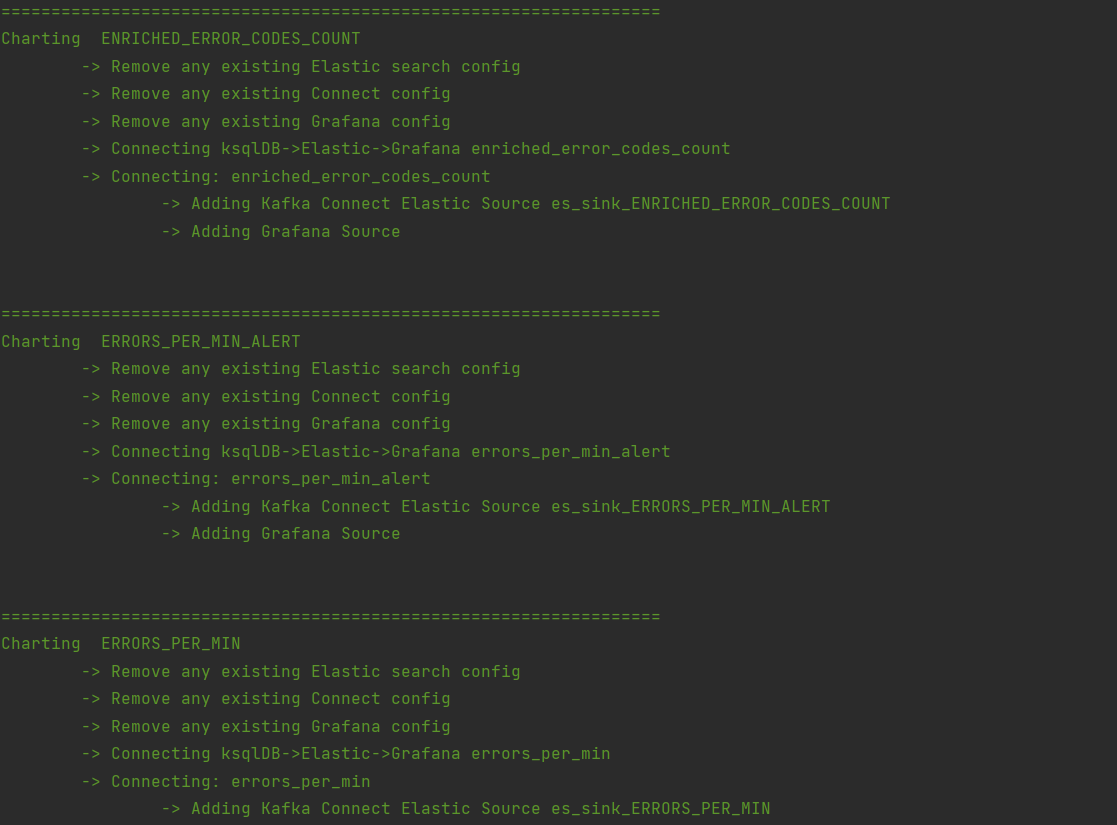 ==================================================================
Charting  ENRICHED_ERROR_CODES_COUNT
        -> Remove any existing Elastic search config
        -> Remove any existing Connect config
        -> Remove any existing Grafana config
        -> Connecting ksqlDB->Elastic->Grafana enriched_error_codes_count
        -> Connecting: enriched_error_codes_count
                -> Adding Kafka Connect Elastic Source es_sink_ENRICHED_ERROR_CODES_COUNT
                -> Adding Grafana Source
==================================================================
Charting  ERRORS_PER_MIN_ALERT
        -> Remove any existing Elastic search config
        -> Remove any existing Connect config
        -> Remove any existing Grafana config
        -> Connecting ksqlDB->Elastic->Grafana errors_per_min_alert
        -> Connecting: errors_per_min_alert
                -> Adding Kafka Connect Elastic Source es_sink_ERRORS_PER_MIN_ALERT
                -> Adding Grafana Source
==================================================================
Charting  ERRORS_PER_MIN
        -> Remove any existing Elastic search config
        -> Remove any existing Connect config
        -> Remove any existing Grafana config
        -> Connecting ksqlDB->Elastic->Grafana errors_per_min
        -> Connecting: errors_per_min
                -> Adding Kafka Connect Elastic Source es_sink_ERRORS_PER_MIN